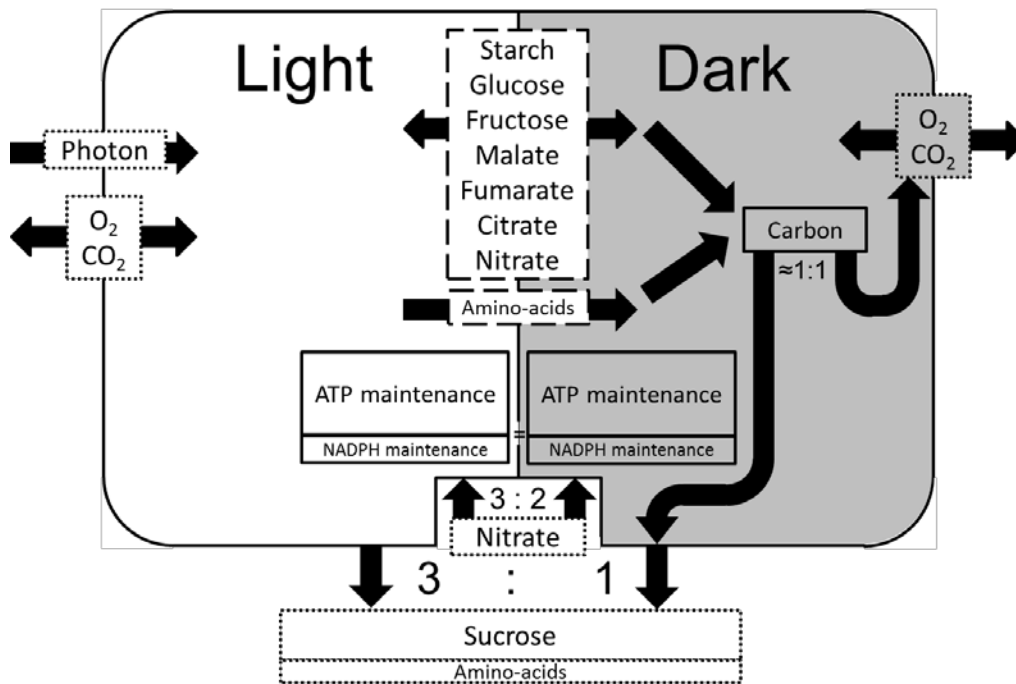 Light
Dark
Starch
Glucose
Fructose
Malate
Fumarate
Citrate
Nitrate
Amino-acids
Photon
O₂
CO₂
O₂
CO₂
Carbon
≈1:1
ATP maintenance
NADPH maintenance
=
ATP maintenance
NADPH maintenance
3 : 2
Nitrate
3 : 1
Sucrose
Amino-acids